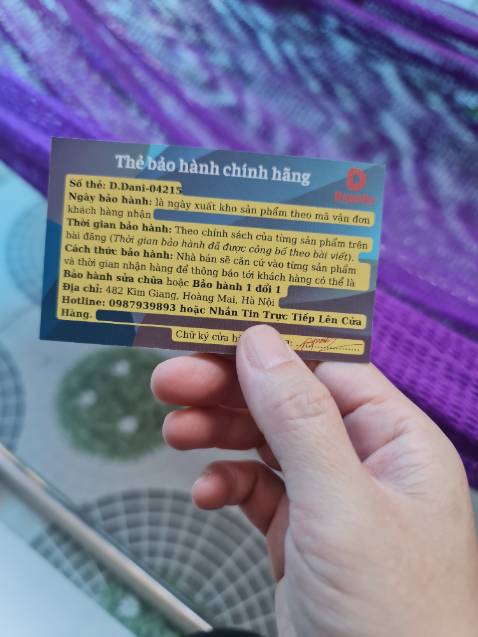 Thẻ bảo hành chính hãng
Số thẻ: D.Dani-04215
Ngày bảo hành: là ngày xuất kho sản phẩm theo mã vận đơn
khách hàng nhận
Thời gian bảo hành: Theo chính sách của từng sản phẩm trên
bài đăng (Thời gian bảo hành đã được công bố theo bài viết).
Cách thức bảo hành: Nhà bán sẽ căn cứ vào từng sản phẩm
và thời gian nhận hàng để thông báo tới khách hàng có thể là
Bảo hành sửa chữa hoặc Bảo hành 1 đổi 1
Địa chỉ: 482 Kim Giang, Hoàng Mai, Hà Nội
Hotline: 0987939893 hoặc Nhắn Tin Trực Tiếp Lên Cửa
Hàng.
Chữ ký cửa